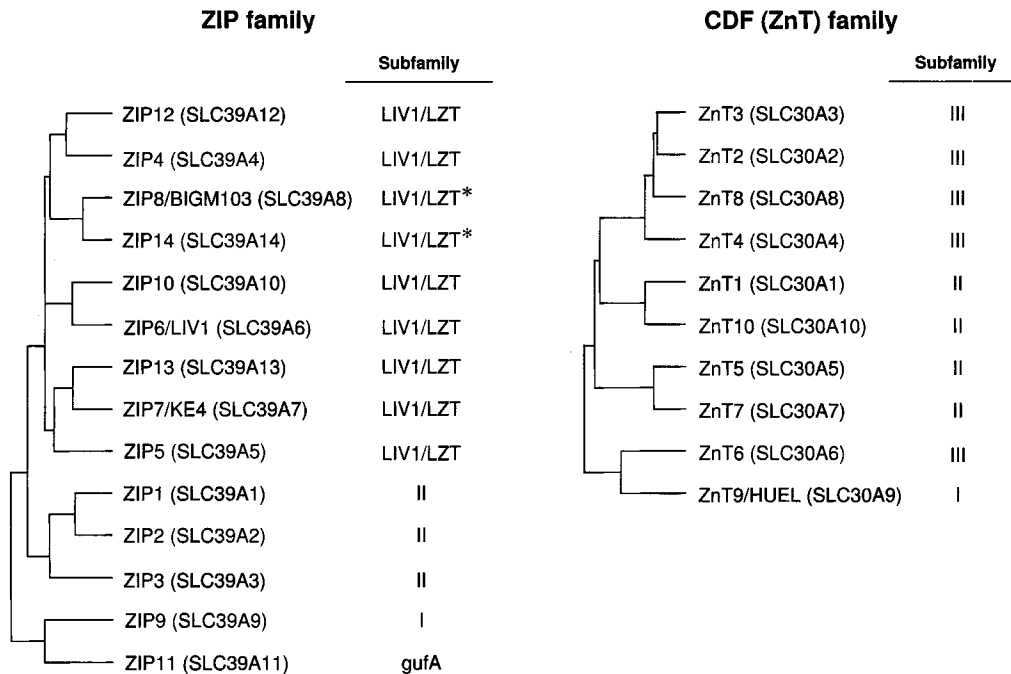 ZIP family
Subfamily
ZIP12 (SLC39A12) LIV1/LZT
ZIP4 (SLC39A4) LIV1/LZT
ZIP8/BIGM103 (SLC39A8) LIV1/LZT*
ZIP14 (SLC39A14) LIV1/LZT*
ZIP10 (SLC39A10) LIV1/LZT
ZIP6/LIV1 (SLC39A6) LIV1/LZT
ZIP13 (SLC39A13) LIV1/LZT
ZIP7/KE4 (SLC39A7) LIV1/LZT
ZIP5 (SLC39A5) LIV1/LZT
ZIP1 (SLC39A1) II
ZIP2 (SLC39A2) II
ZIP3 (SLC39A3) II
ZIP9 (SLC39A9) I
ZIP11 (SLC39A11) gufA
CDF (ZnT) family
Subfamily
ZnT3 (SLC30A3) III
ZnT2 (SLC30A2) III
ZnT8 (SLC30A8) III
ZnT4 (SLC30A4) III
ZnT1 (SLC30A1) II
ZnT10 (SLC30A10) II
ZnT5 (SLC30A5) II
ZnT7 (SLC30A7) II
ZnT6 (SLC30A6) III
ZnT9/HUEL (SLC30A9) I